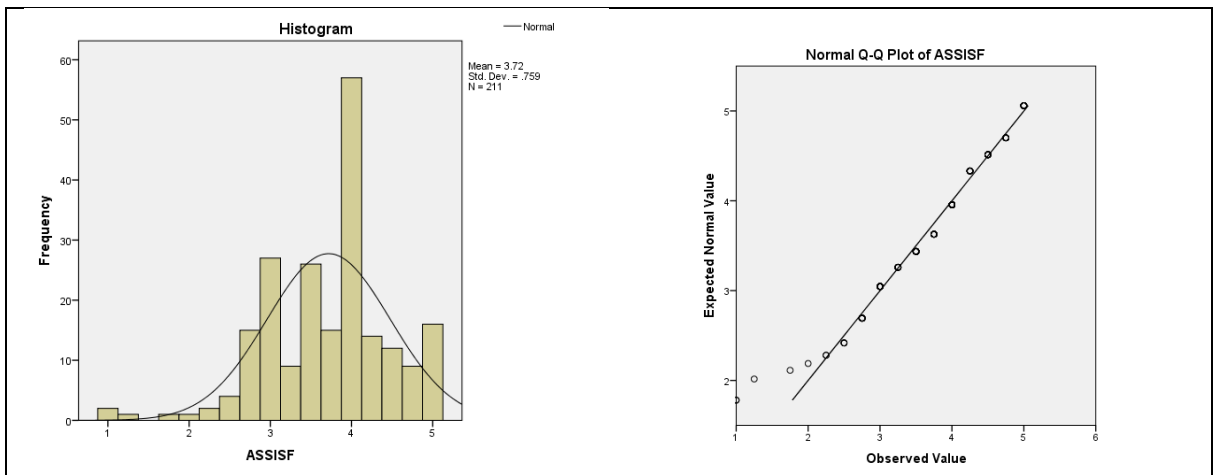 Histogram
Normal
Mean = 3.72
Std. Dev. = .759
N = 211
60
50
40
30
20
10
0
Frequency
1 2 3 4 5
ASSISF
Normal Q-Q Plot of ASSISF
5
4
3
2
Expected Normal Value
1 2 3 4 5 6
Observed Value